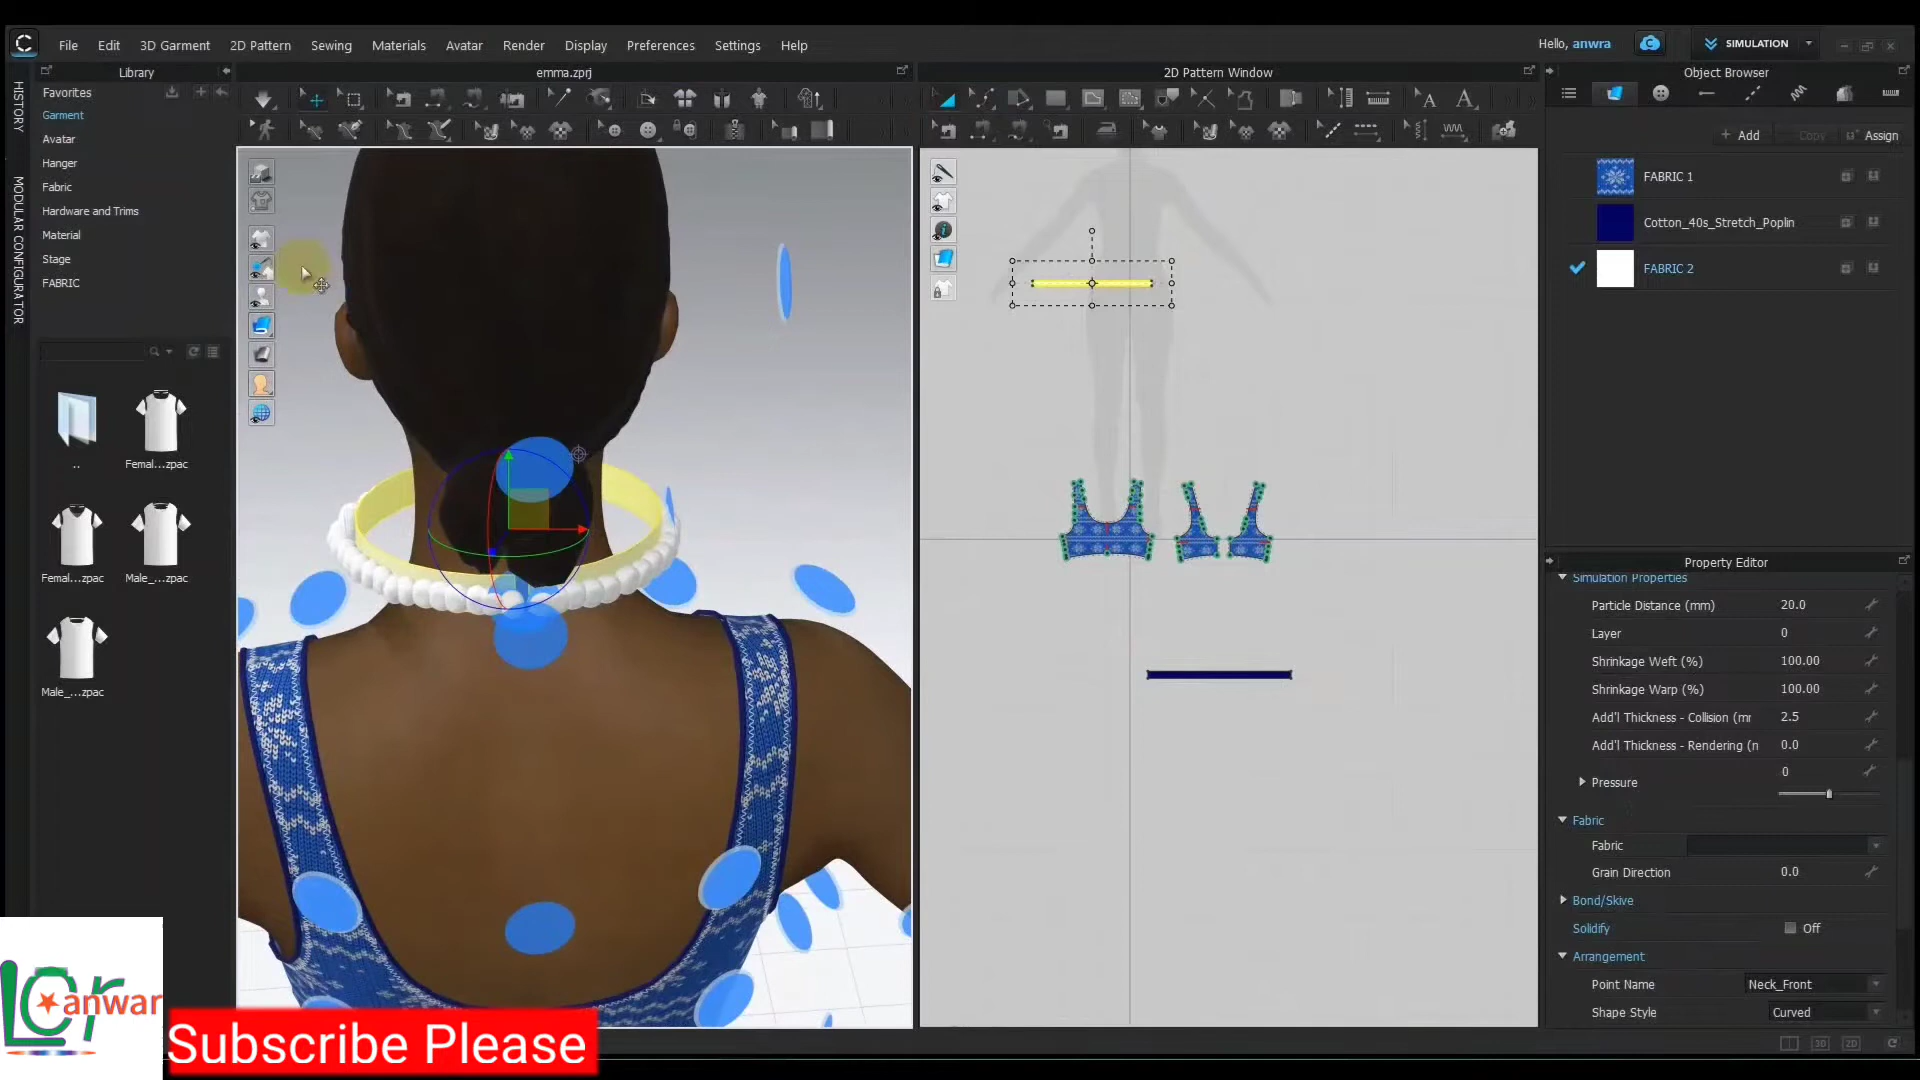 File Edit 3D Garment 2D Pattern Sewing Materials Avatar Render Display Preferences Settings Help
Hello, anwra
SIMULATION
Library
emma.zprj
2D Pattern Window
Object Browser
HISTORY
MODULAR CONFIGURATOR
Favorites
Garment
Avatar
Hanger
Fabric
Hardware and Trims
Material
Stage
FABRIC
..
Femal...zpac
Femal...zpac
Male_...zpac
Male_...zpac
Add Copy Assign
FABRIC 1
Cotton_40s_Stretch_Poplin
FABRIC 2
Property Editor
Simulation Properties
Particle Distance (mm) 20.0
Layer 0
Shrinkage Weft (%) 100.00
Shrinkage Warp (%) 100.00
Add'l Thickness - Collision (mr 2.5
Add'l Thickness - Rendering (n 0.0
Pressure 0
Fabric
Fabric
Grain Direction 0.0
Bond/Skive
Solidify Off
Arrangement
Point Name Neck_Front
Shape Style Curved
3D 2D
anwar
Subscribe Please